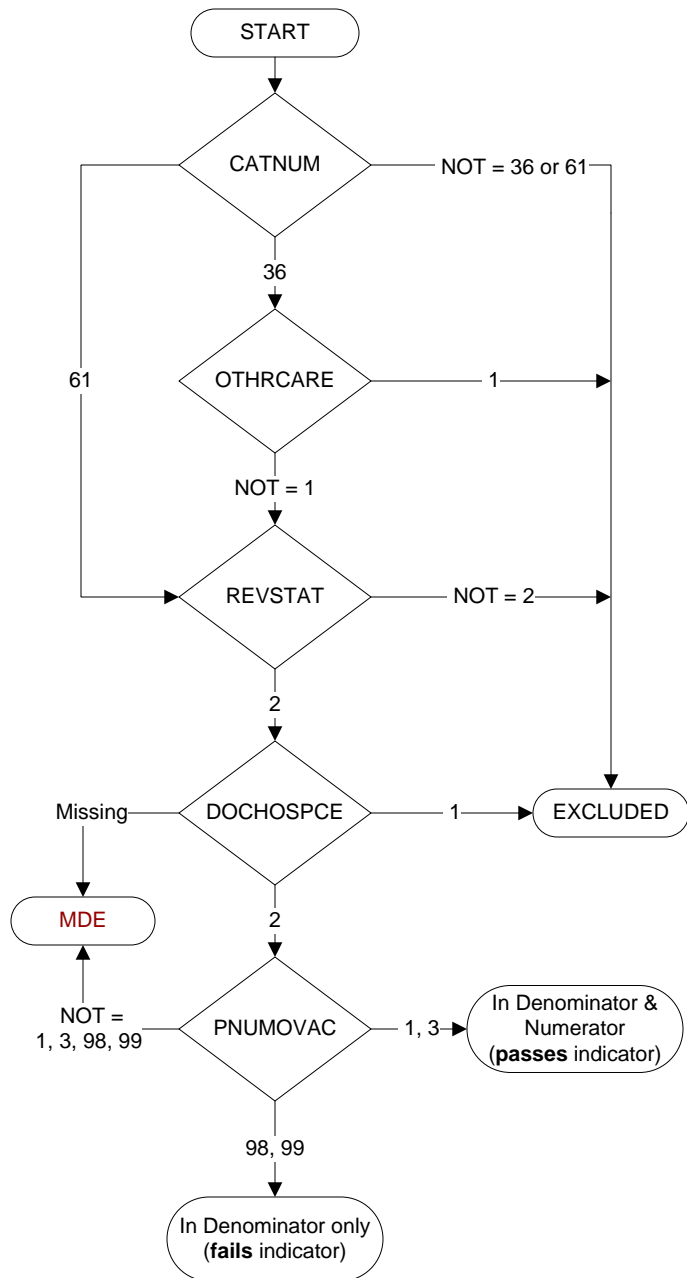 START
CATNUM
NOT = 36 or 61
36
61
OTHRCARE
1
NOT = 1
REVSTAT
NOT = 2
2
Missing
DOCHOSPCE
1
EXCLUDED
MDE
2
NOT =
1, 3, 98, 99
PNUMOVAC
1, 3
In Denominator &
Numerator
(passes indicator)
98, 99
In Denominator only
(fails indicator)